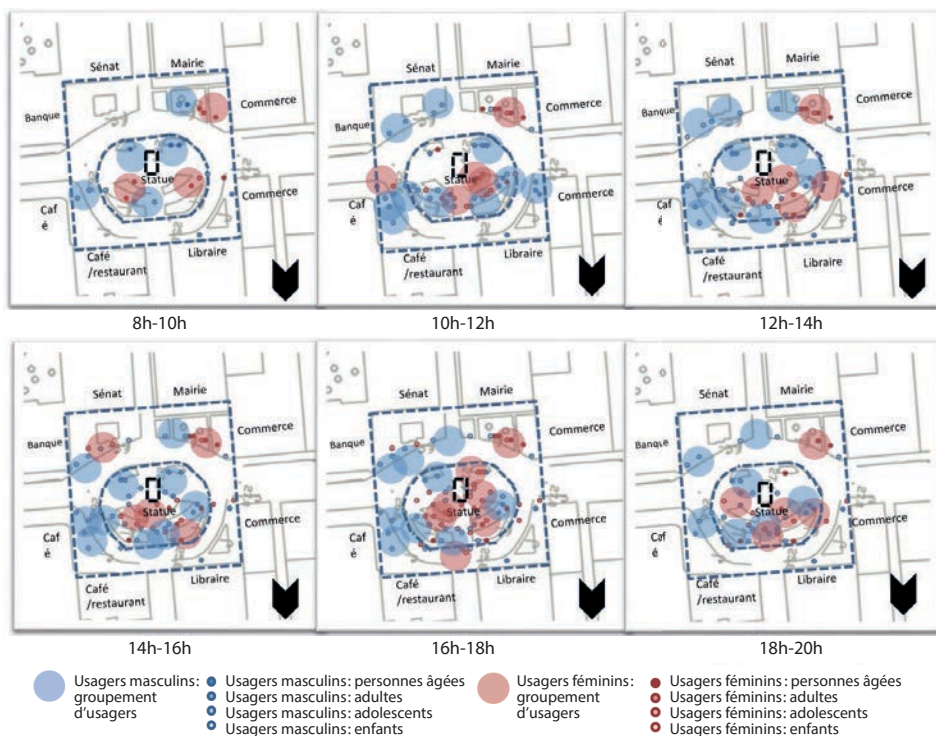 Sénat
Mairie
Banque
Commerce
Statue
Commerce
Caf
é
Café
/restaurant
Libraire
8h-10h
Sénat
Mairie
Banque
Commerce
Statue
Commerce
Caf
é
Café
/restaurant
Libraire
10h-12h
Sénat
Mairie
Banque
Commerce
Statue
Commerce
Caf
é
Café
/restaurant
Libraire
12h-14h
Sénat
Mairie
Banque
Commerce
Statue
Commerce
Caf
é
Café
/restaurant
Libraire
14h-16h
Sénat
Mairie
Banque
Commerce
Statue
Commerce
Caf
é
Café
/restaurant
Libraire
16h-18h
Sénat
Mairie
Banque
Commerce
Statue
Commerce
Caf
é
Café
/restaurant
Libraire
18h-20h
Usagers masculins :
groupement
d'usagers
Usagers masculins : personnes âgées
Usagers masculins : adultes
Usagers masculins : adolescents
Usagers masculins : enfants
Usagers féminins :
groupement
d'usagers
Usagers féminins : personnes âgées
Usagers féminins : adultes
Usagers féminins : adolescents
Usagers féminins : enfants